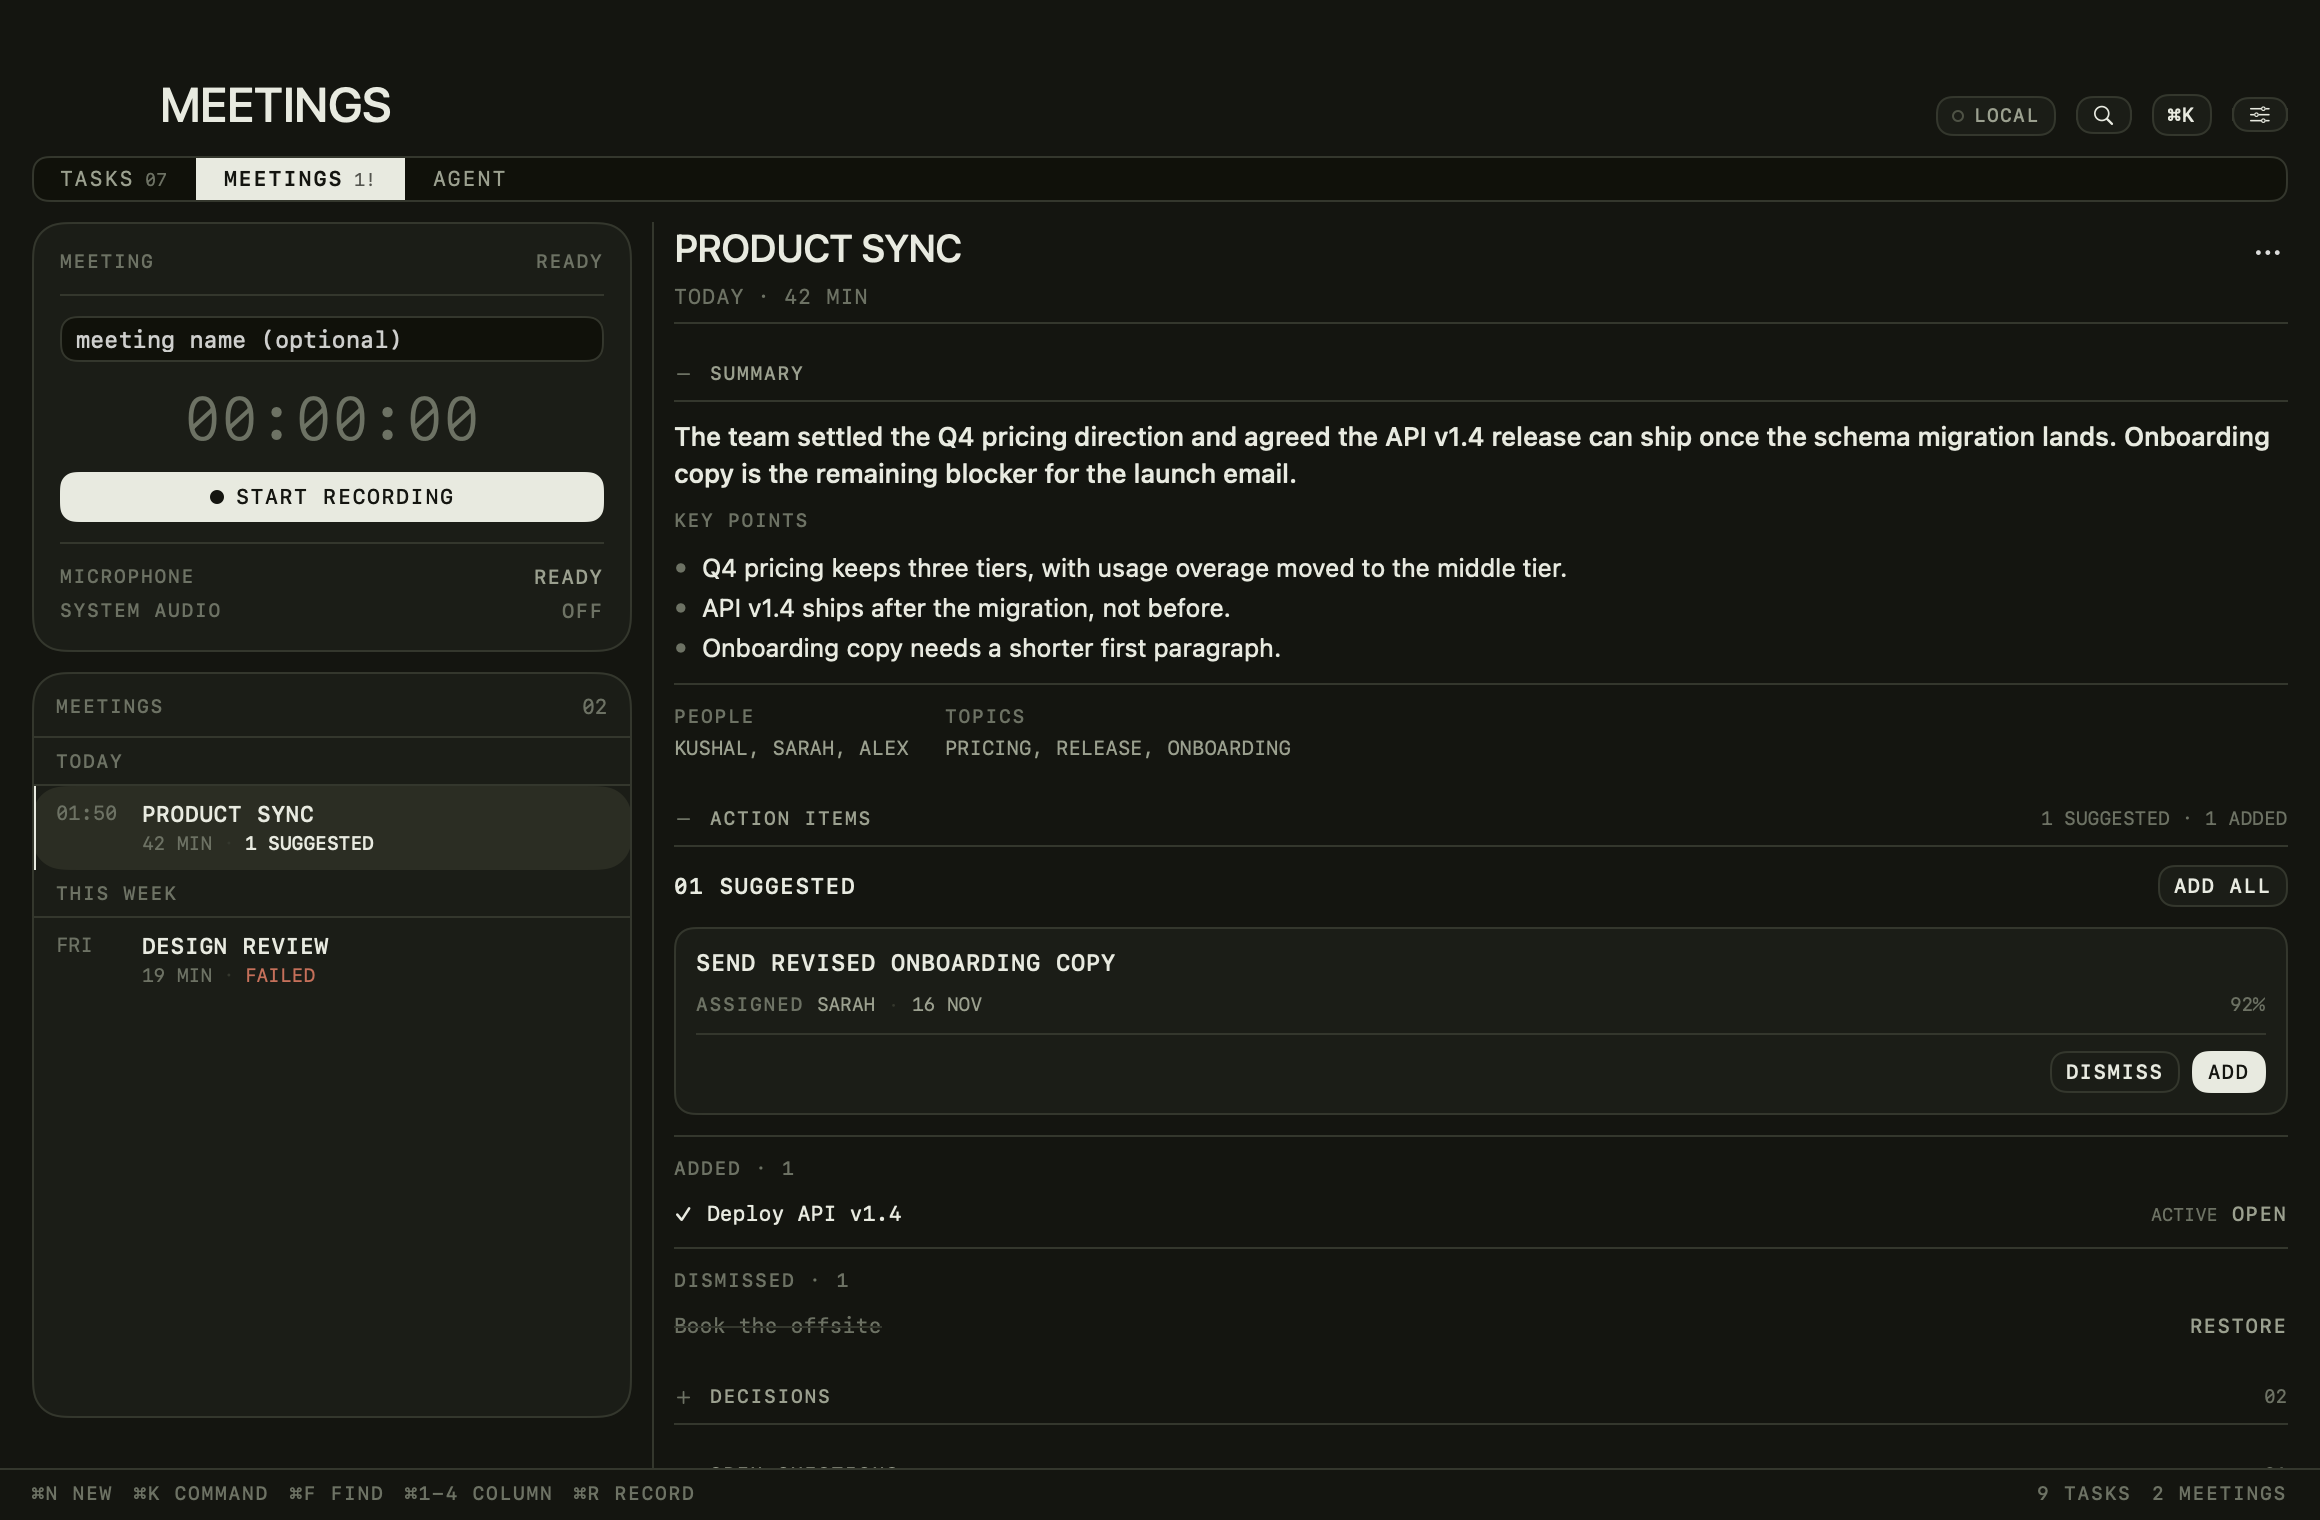 MEETINGS
LOCAL
⌘K
TASKS 07
MEETINGS 1!
AGENT
MEETING READY
meeting name (optional)
00:00:00
START RECORDING
MICROPHONE READY
SYSTEM AUDIO OFF
MEETINGS 02
TODAY
01:50 PRODUCT SYNC
42 MIN · 1 SUGGESTED
THIS WEEK
FRI DESIGN REVIEW
19 MIN · FAILED
PRODUCT SYNC
...
TODAY · 42 MIN
— SUMMARY
The team settled the Q4 pricing direction and agreed the API v1.4 release can ship once the schema migration lands. Onboarding
copy is the remaining blocker for the launch email.
KEY POINTS
• Q4 pricing keeps three tiers, with usage overage moved to the middle tier.
• API v1.4 ships after the migration, not before.
• Onboarding copy needs a shorter first paragraph.
PEOPLE TOPICS
KUSHAL, SARAH, ALEX PRICING, RELEASE, ONBOARDING
— ACTION ITEMS 1 SUGGESTED · 1 ADDED
01 SUGGESTED ADD ALL
SEND REVISED ONBOARDING COPY
ASSIGNED SARAH · 16 NOV 92%
DISMISS ADD
ADDED · 1
✓ Deploy API v1.4 ACTIVE OPEN
DISMISSED · 1
Book the offsite RESTORE
+ DECISIONS 02
⌘N NEW ⌘K COMMAND ⌘F FIND ⌘1–4 COLUMN ⌘R RECORD 9 TASKS 2 MEETINGS